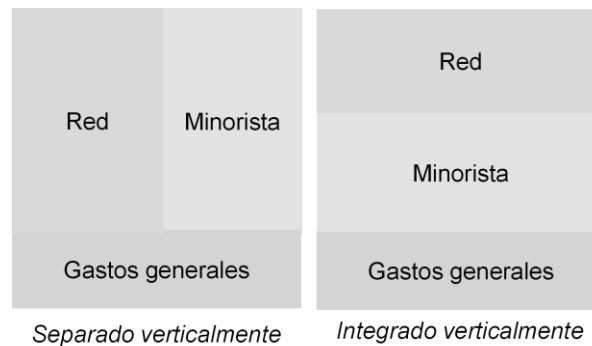 Red
Minorista
Gastos generales
Separado verticalmente
Red
Minorista
Gastos generales
Integrado verticalmente